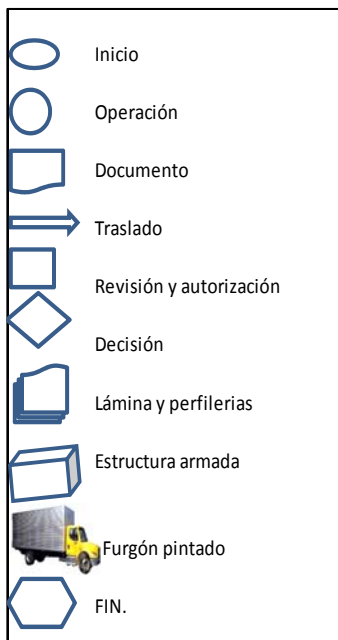 Inicio
Operación
Documento
Traslado
Revisión y autorización
Decisión
Lámina y perfilerias
Estructura armada
Furgón pintado
FIN.